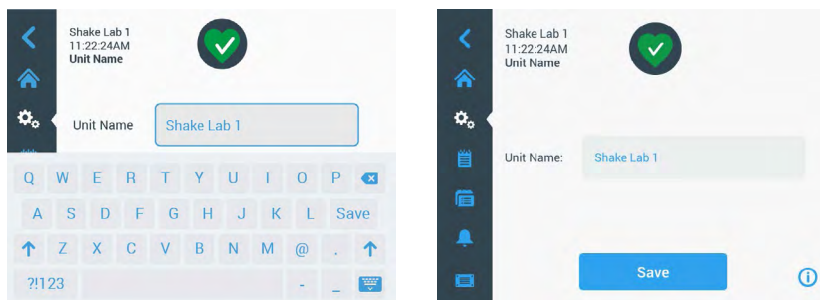 Shake Lab 1
11:22:24AM
Unit Name
Unit Name Shake Lab 1
Q W E R T Y U I O P
A S D F G H J K L Save
Z X C V B N M @ .
?!123 - _
Shake Lab 1
11:22:24AM
Unit Name
Unit Name: Shake Lab 1
Save